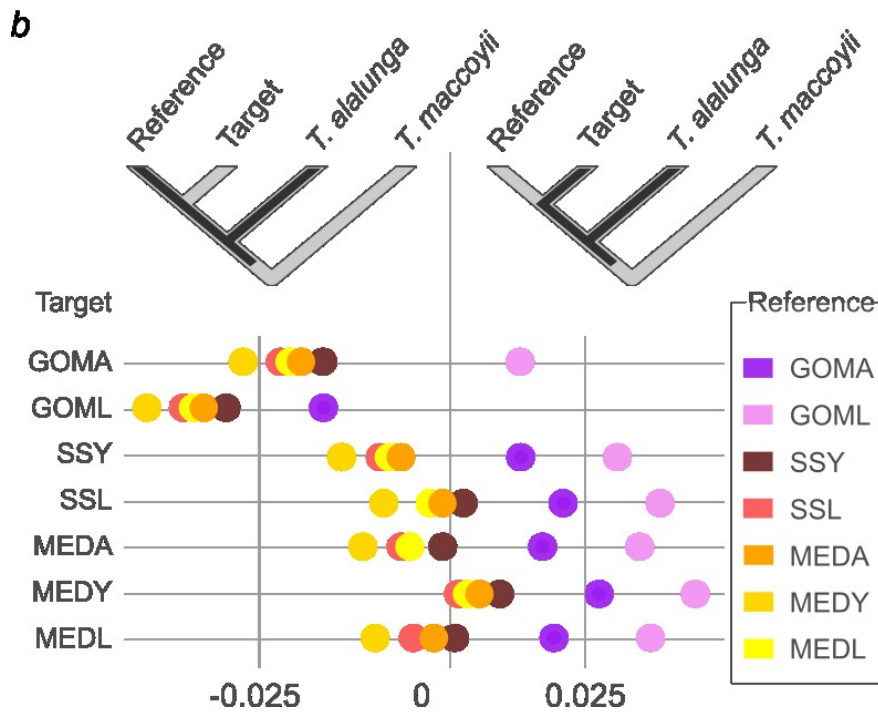 b
Reference Target T. alalunga T. maccoyii Reference Target T. alalunga T. maccoyii
Target
Reference
GOMA
GOML
SSY
SSL
MEDA
MEDY
MEDL
GOMA
GOML
SSY
SSL
MEDA
MEDY
MEDL
-0.025 0 0.025